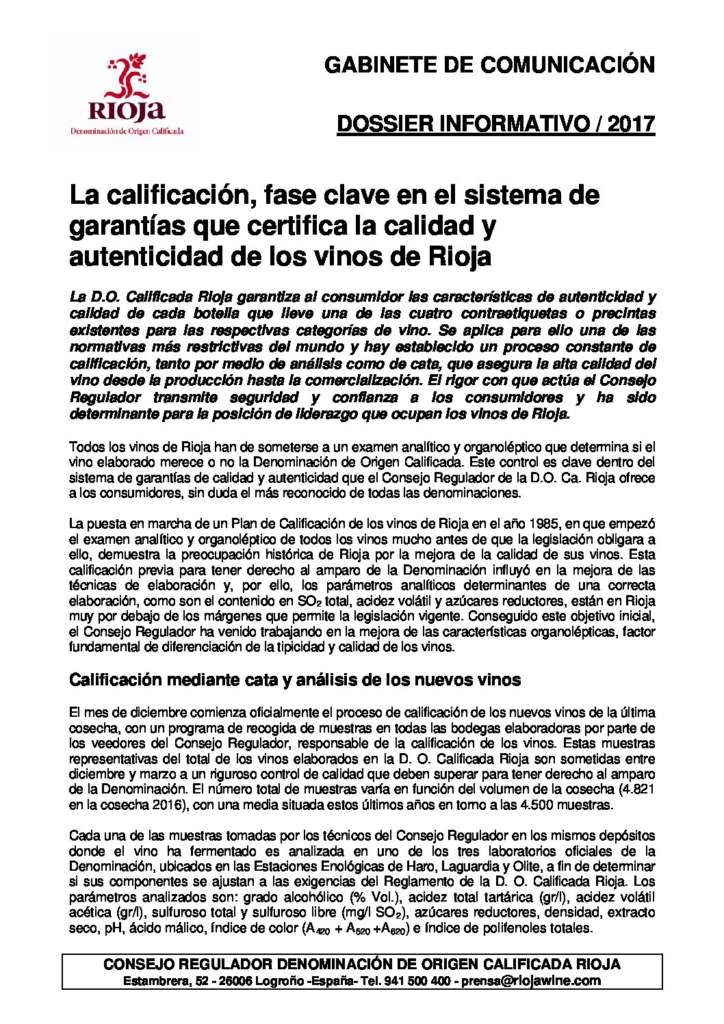 RIOJA
Denominación de Origen Calificada
GABINETE DE COMUNICACIÓN
DOSSIER INFORMATIVO / 2017
La calificación, fase clave en el sistema de
garantías que certifica la calidad y
autenticidad de los vinos de Rioja
La D.O. Calificada Rioja garantiza al consumidor las características de autenticidad y
calidad de cada botella que lleve una de las cuatro contraetiquetas o precintas
existentes para las respectivas categorías de vino. Se aplica para ello una de las
normativas más restrictivas del mundo y hay establecido un proceso constante de
calificación, tanto por medio de análisis como de cata, que asegura la alta calidad del
vino desde la producción hasta la comercialización. El rigor con que actúa el Consejo
Regulador transmite seguridad y confianza a los consumidores y ha sido
determinante para la posición de liderazgo que ocupan los vinos de Rioja.
Todos los vinos de Rioja han de someterse a un examen analítico y organoléptico que determina si el
vino elaborado merece o no la Denominación de Origen Calificada. Este control es clave dentro del
sistema de garantías de calidad y autenticidad que el Consejo Regulador de la D.O. Ca. Rioja ofrece
a los consumidores, sin duda el más reconocido de todas las denominaciones.
La puesta en marcha de un Plan de Calificación de los vinos de Rioja en el año 1985, en que empezó
el examen analítico y organoléptico de todos los vinos mucho antes de que la legislación obligara a
ello, demuestra la preocupación histórica de Rioja por la mejora de la calidad de sus vinos. Esta
calificación previa para tener derecho al amparo de la Denominación influyó en la mejora de las
técnicas de elaboración y, por ello, los parámetros analíticos determinantes de una correcta
elaboración, como son el contenido en SO₂ total, acidez volátil y azúcares reductores, están en Rioja
muy por debajo de los márgenes que permite la legislación vigente. Conseguido este objetivo inicial,
el Consejo Regulador ha venido trabajando en la mejora de las características organolépticas, factor
fundamental de diferenciación de la tipicidad y calidad de los vinos.
Calificación mediante cata y análisis de los nuevos vinos
El mes de diciembre comienza oficialmente el proceso de calificación de los nuevos vinos de la última
cosecha, con un programa de recogida de muestras en todas las bodegas elaboradoras por parte de
los veedores del Consejo Regulador, responsable de la calificación de los vinos. Estas muestras
representativas del total de los vinos elaborados en la D. O. Calificada Rioja son sometidas entre
diciembre y marzo a un riguroso control de calidad que deben superar para tener derecho al amparo
de la Denominación. El número total de muestras varía en función del volumen de la cosecha (4.821
en la cosecha 2016), con una media situada estos últimos años en torno a las 4.500 muestras.
Cada una de las muestras tomadas por los técnicos del Consejo Regulador en los mismos depósitos
donde el vino ha fermentado es analizada en uno de los tres laboratorios oficiales de la
Denominación, ubicados en las Estaciones Enológicas de Haro, Laguardia y Olite, a fin de determinar
si sus componentes se ajustan a las exigencias del Reglamento de la D. O. Calificada Rioja. Los
parámetros analizados son: grado alcohólico (% Vol.), acidez total tartárica (gr/l), acidez volátil
acética (gr/l), sulfuroso total y sulfuroso libre (mg/l SO₂), azúcares reductores, densidad, extracto
seco, pH, ácido málico, índice de color (A₄₂₀ + A₅₂₀ +A₆₂₀) e índice de polifenoles totales.
CONSEJO REGULADOR DENOMINACIÓN DE ORIGEN CALIFICADA RIOJA
Estambrera, 52 - 26006 Logroño -España- Tel. 941 500 400 - prensa@riojawine.com